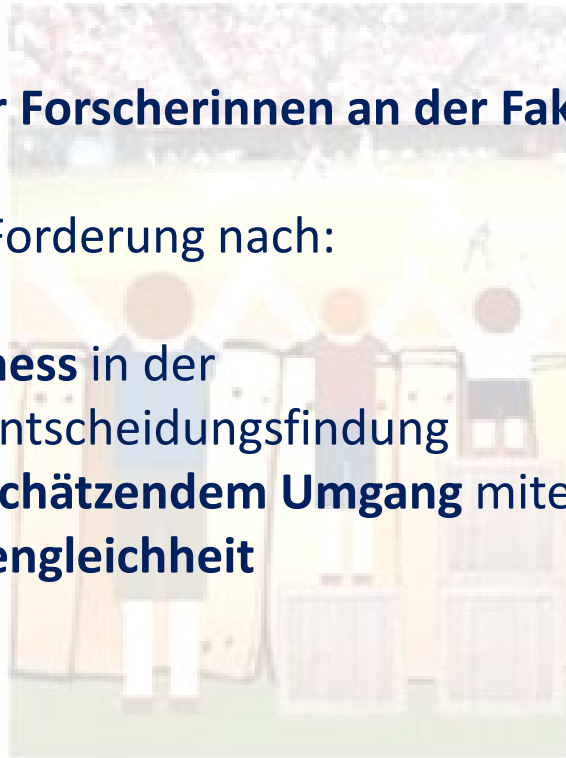 r Forscherinnen an der Fak
Forderung nach:
ness in der
ntscheidungsfindung
chätzendem Umgang mite
engleichheit